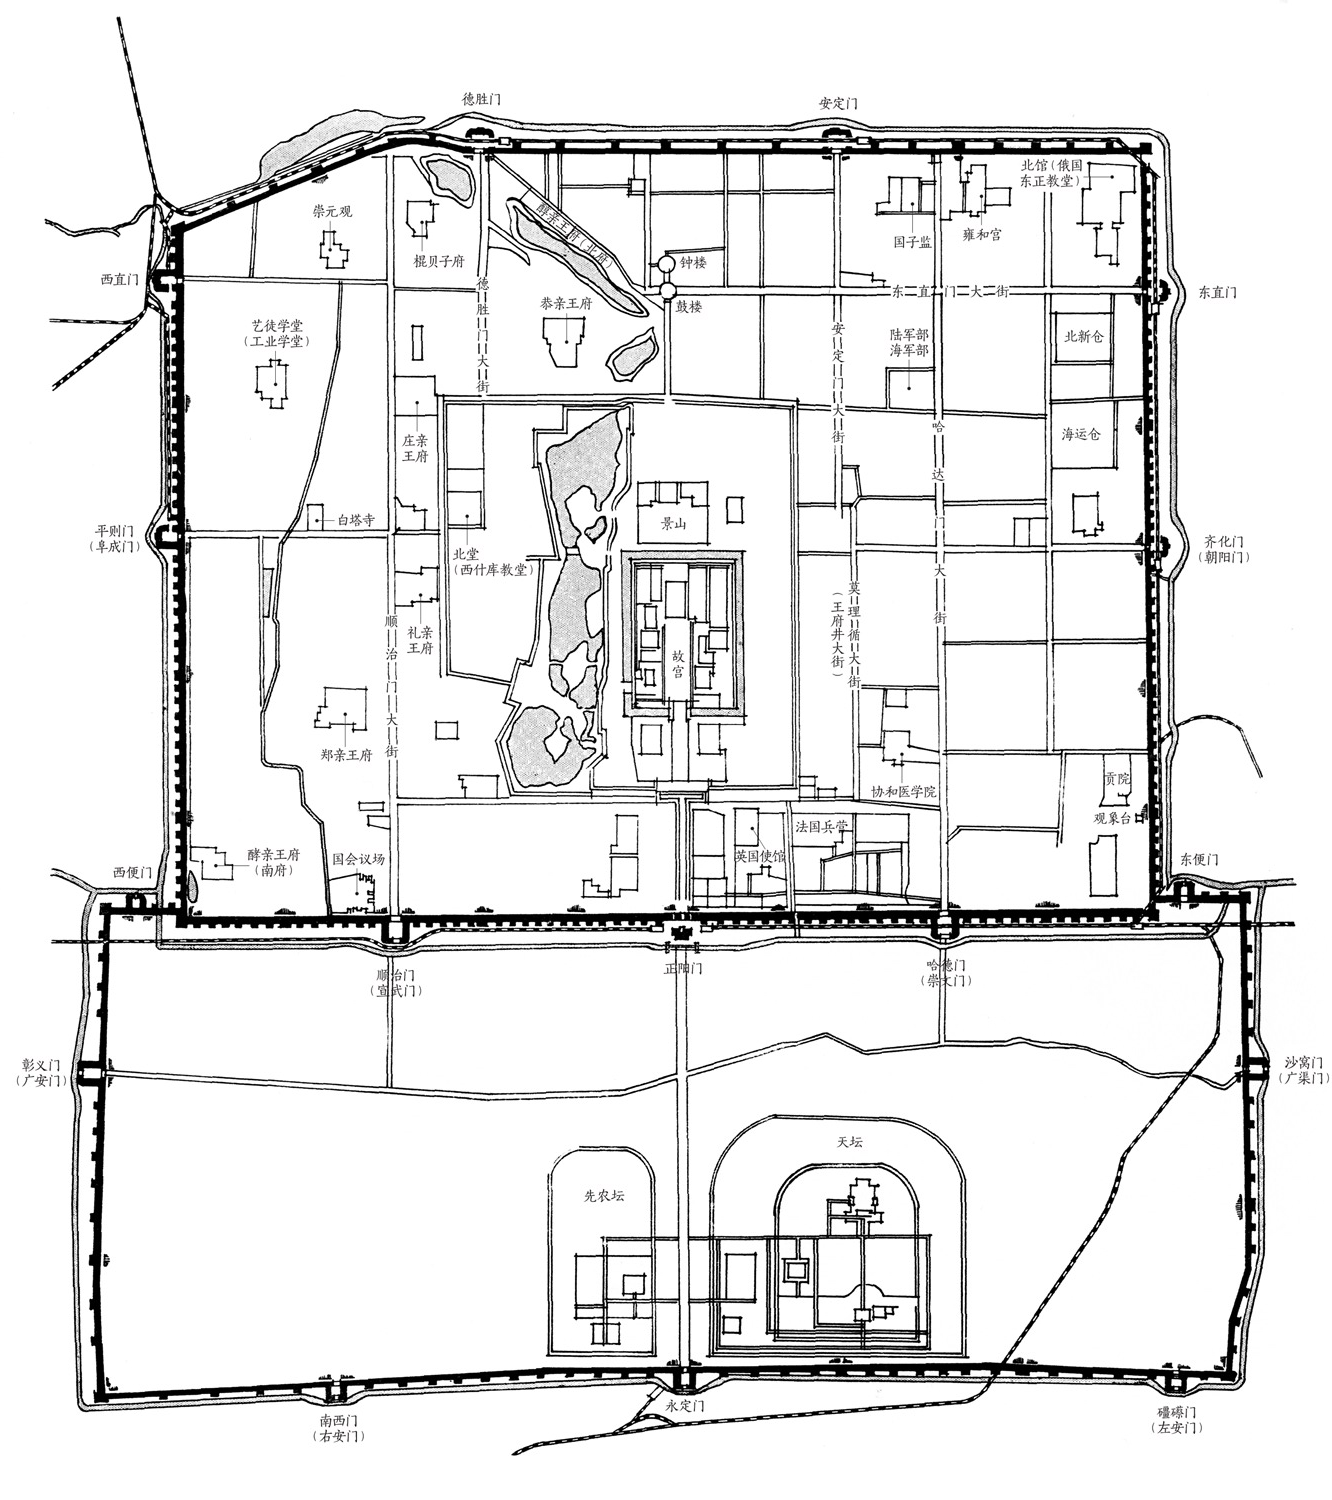 德胜门
安定门
北馆(俄国
东正教堂)
崇元观
棍贝子府
醇亲王府(北府)
国子监
雍和宫
西直门
钟楼
鼓楼
东直门大街
东直门
德胜门大街
恭亲王府
艺徒学堂
(工业学堂)
安定门大街
陆军部
海军部
北新仓
庄亲
王府
哈达门大街
海运仓
白塔寺
景山
平则门
(阜成门)
北堂
(西什库教堂)
齐化门
(朝阳门)
莫理循大街
(王府井大街)
礼亲
王府
顺治门大街
故宫
郑亲王府
协和医学院
贡院
观象台
法国兵营
英国使馆
国会议场
醇亲王府
(南府)
西便门
东便门
顺治门
(宣武门)
正阳门
哈德门
(崇文门)
彰义门
(广安门)
沙窝门
(广渠门)
天坛
先农坛
南西门
(右安门)
永定门
礓磜门
(左安门)